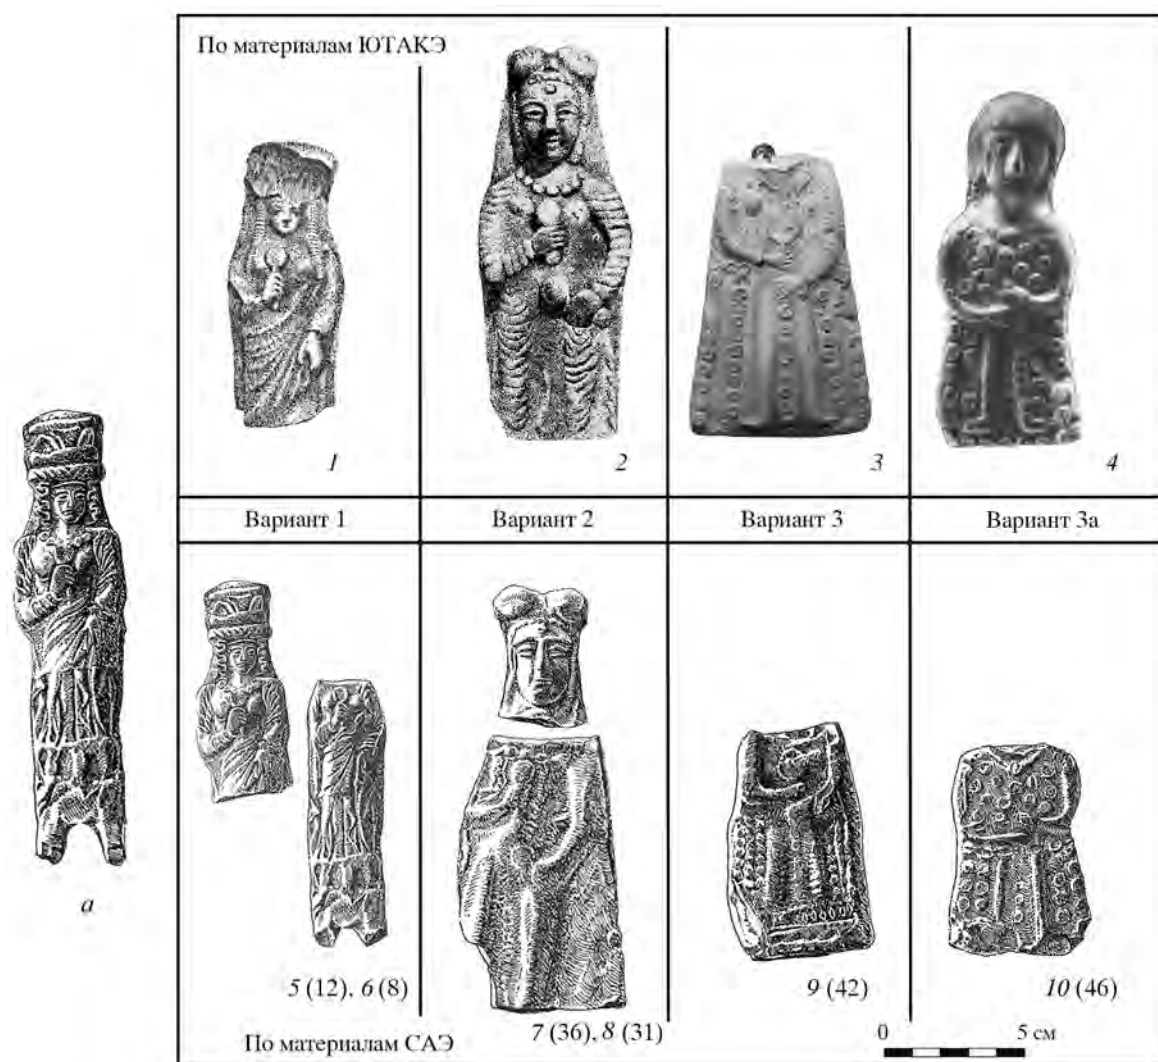 По материалам ЮТАКЭ
1
2
3
4
Вариант 1
Вариант 2
Вариант 3
Вариант 3а
а
5 (12), 6 (8)
7 (36), 8 (31)
9 (42)
10 (46)
По материалам САЭ
0
5 см